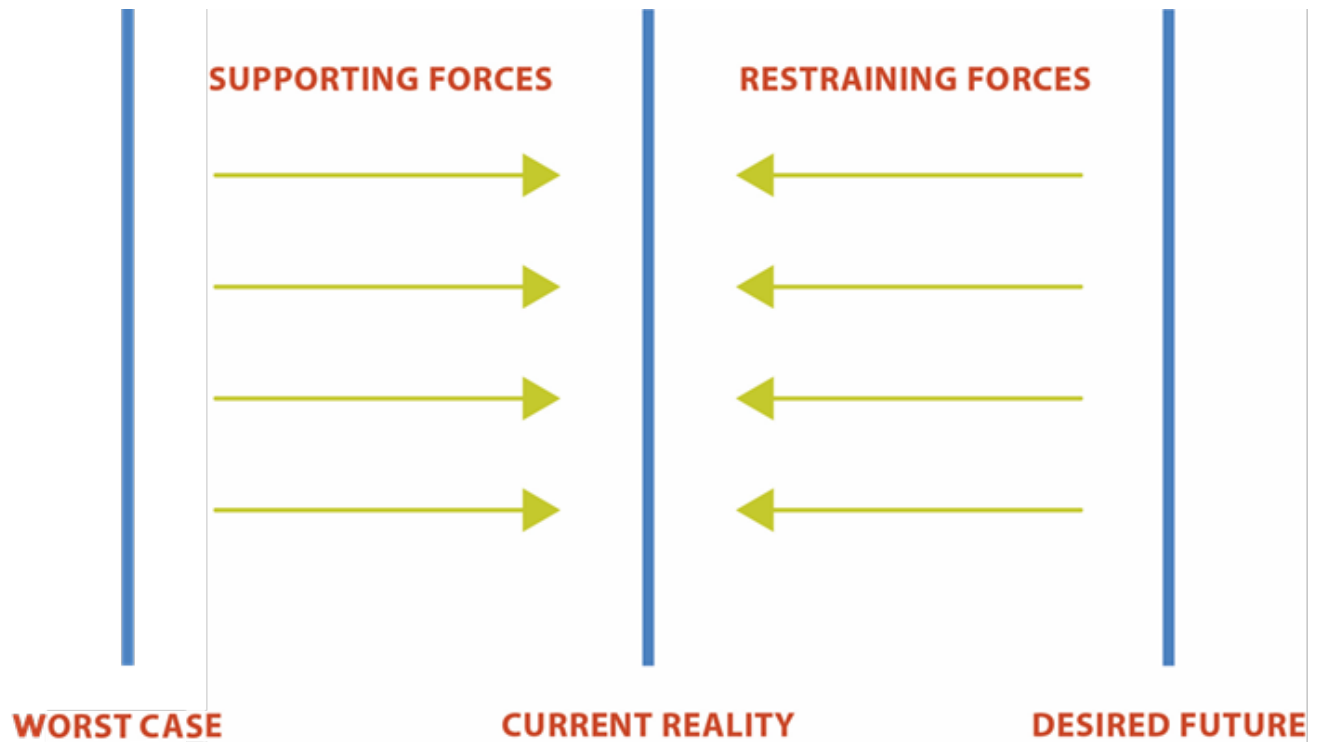 SUPPORTING FORCES
RESTRAINING FORCES
WORST CASE
CURRENT REALITY
DESIRED FUTURE